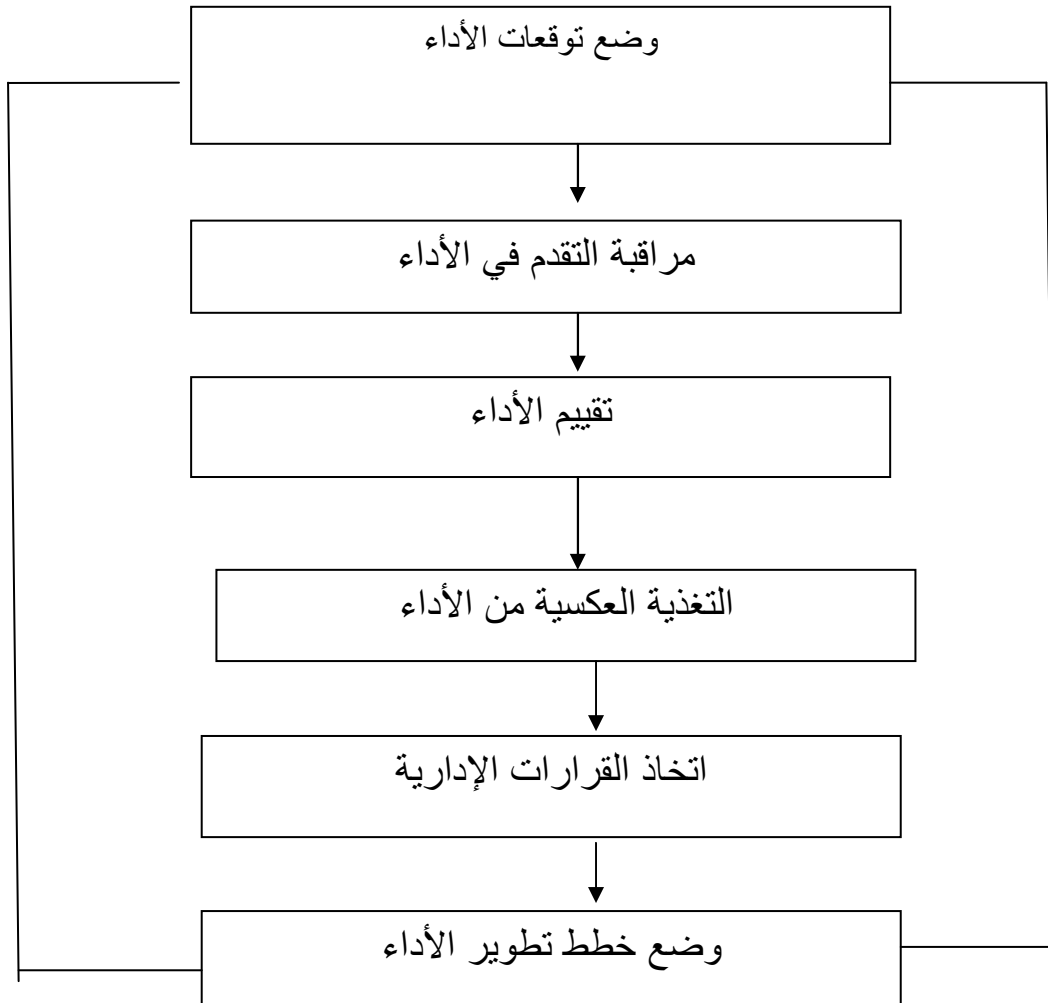 وضع توقعات الأداء
مراقبة التقدم في الأداء
تقييم الأداء
التغذية العكسية من الأداء
اتخاذ القرارات الإدارية
وضع خطط تطوير الأداء